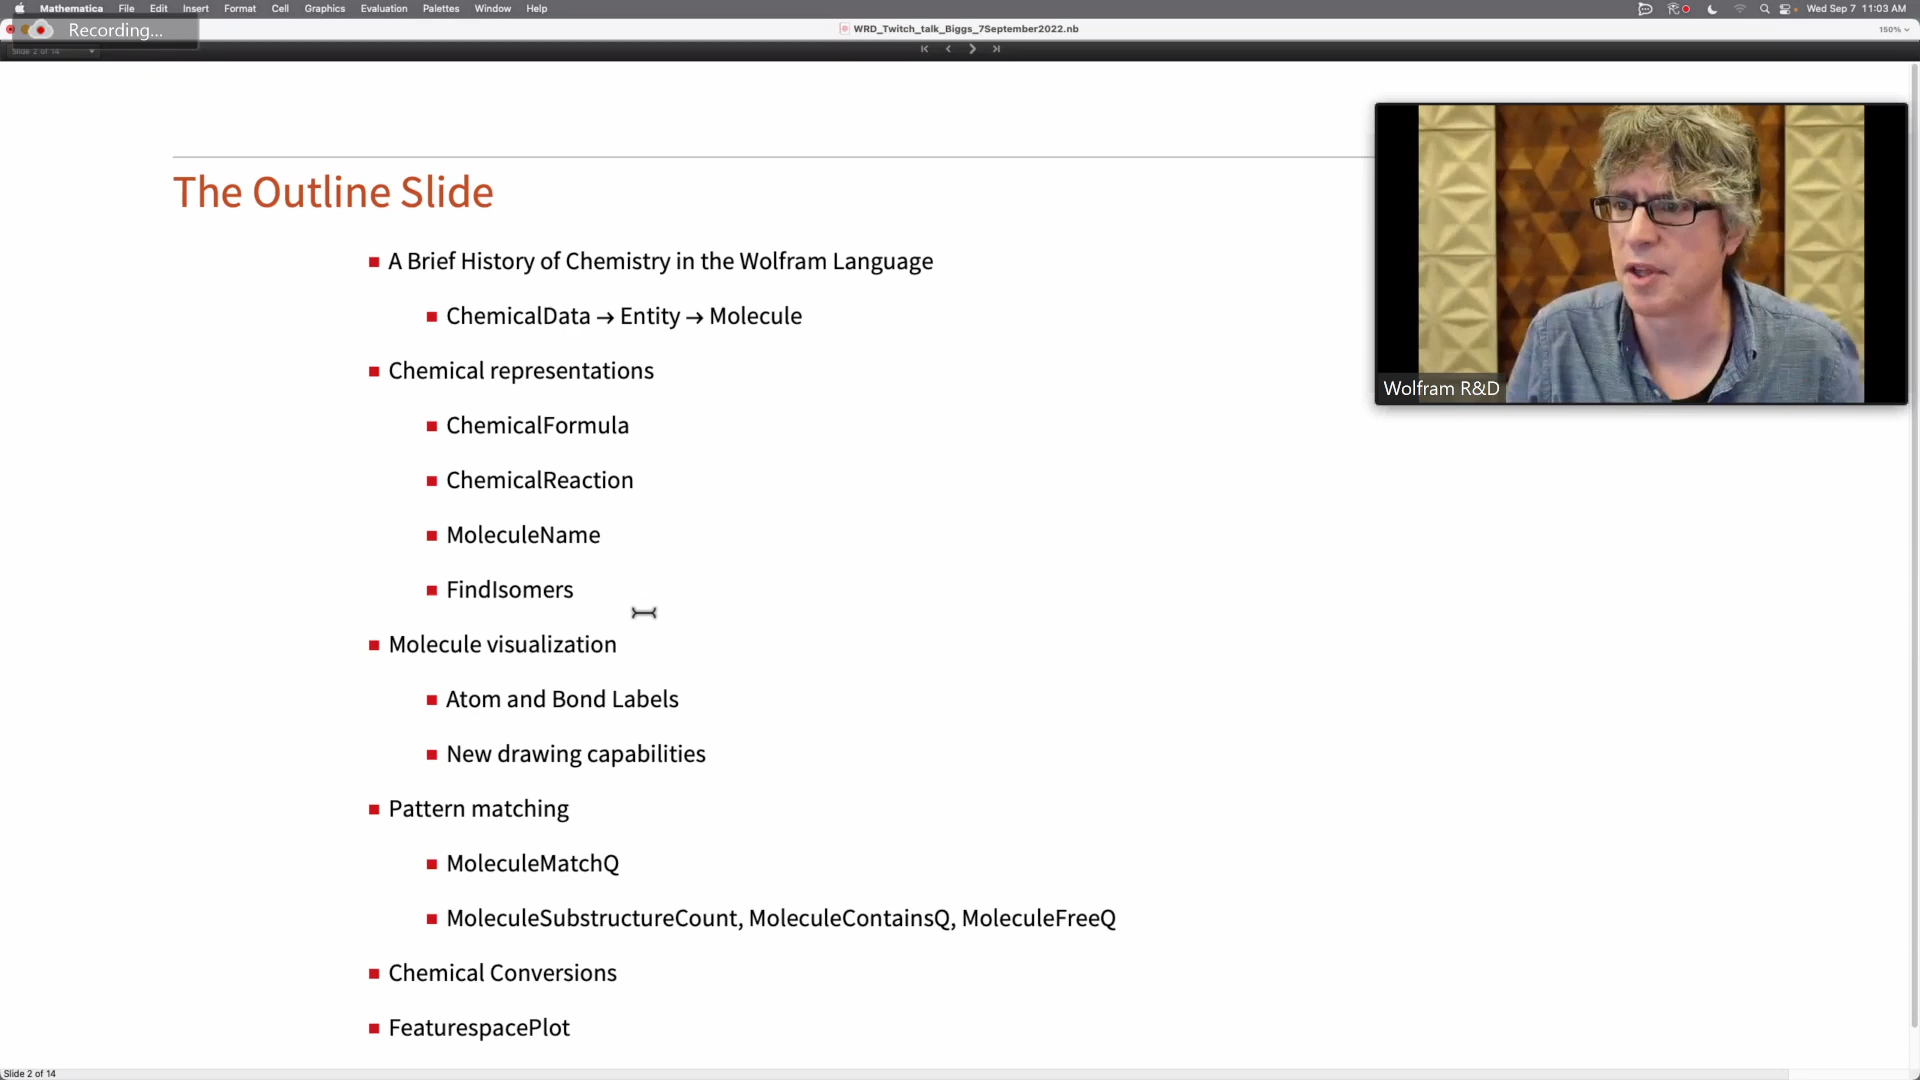 Mathematica File Edit Insert Format Cell Graphics Evaluation Palettes Window Help Wed Sep 7 11:03 AM
Recording...
WRD_Twitch_talk_Biggs_7September2022.nb
150%
Slide 2 of 14
The Outline Slide
A Brief History of Chemistry in the Wolfram Language
ChemicalData → Entity → Molecule
Chemical representations
ChemicalFormula
ChemicalReaction
MoleculeName
FindIsomers
Molecule visualization
Atom and Bond Labels
New drawing capabilities
Pattern matching
MoleculeMatchQ
MoleculeSubstructureCount, MoleculeContainsQ, MoleculeFreeQ
Chemical Conversions
FeaturespacePlot
Wolfram R&D
Slide 2 of 14